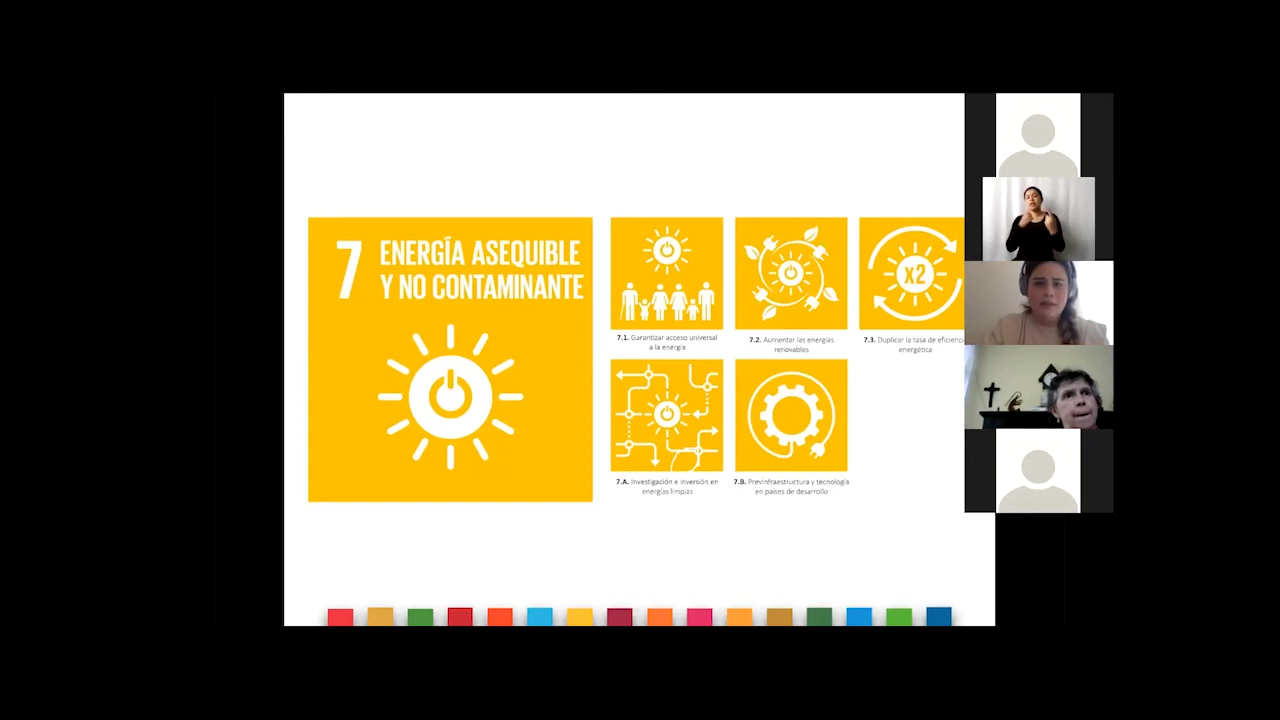 7 ENERGÍA ASEQUIBLE
Y NO CONTAMINANTE
x2
7.1. Garantizar acceso universal
a la energía
7.2. Aumentar las energías
renovables
7.3. Duplicar la tasa de eficienci
energética
7.A. Investigación e inversión en
energías limpias
7.B. PrevInfraestructura y tecnología
en países de desarrollo